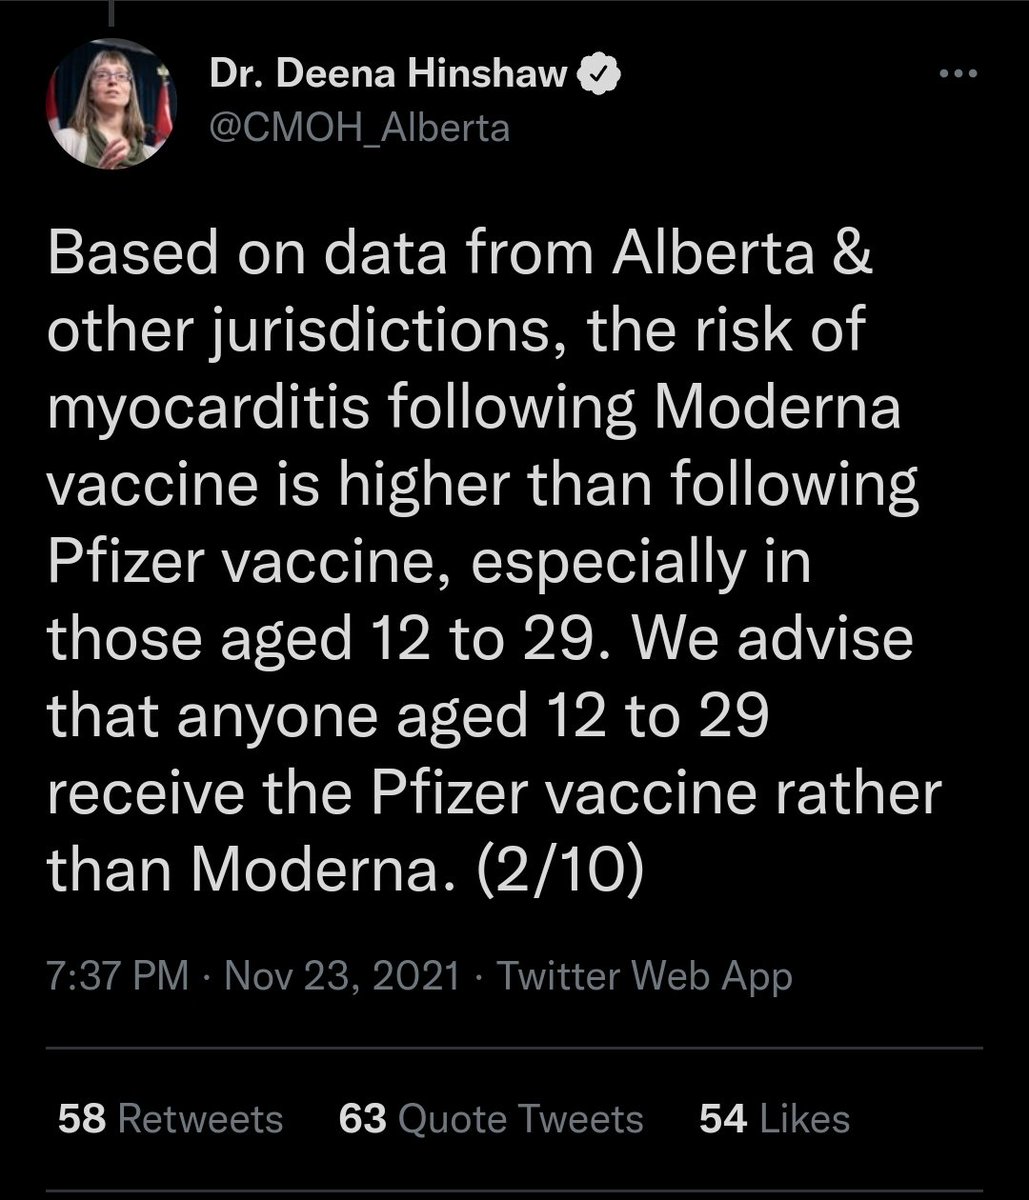 Dr. Deena Hinshaw
@CMOH_Alberta
Based on data from Alberta &
other jurisdictions, the risk of
myocarditis following Moderna
vaccine is higher than following
Pfizer vaccine, especially in
those aged 12 to 29. We advise
that anyone aged 12 to 29
receive the Pfizer vaccine rather
than Moderna. (2/10)
7:37 PM · Nov 23, 2021 · Twitter Web App
58 Retweets 63 Quote Tweets 54 Likes